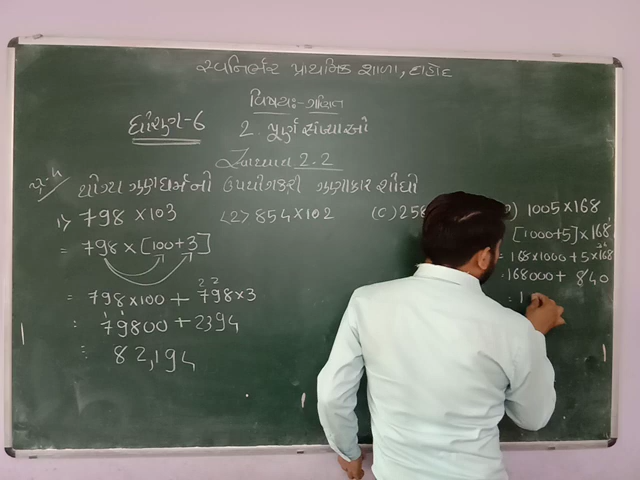 સ્વનિર્ભર પ્રાથમિક શાળા, દાહોદ
વિષય:- ગણિત
ધોરણ-6
2. પૂર્ણ સંખ્યાઓ
સ્વાધ્યાય 2.2
પ્ર-4 યોગ્ય ગુણધર્મનો ઉપયોગ કરી ગુણાકાર શોધો
1) 798 × 103
= 798 × [100+3]
= 798×100 + 798×3
= 79800 + 2394
= 82,194
(2) 854 × 102
(C) 258
1005×168
[1000+5] × 168
= 168×1000 + 5×168
168000 + 840